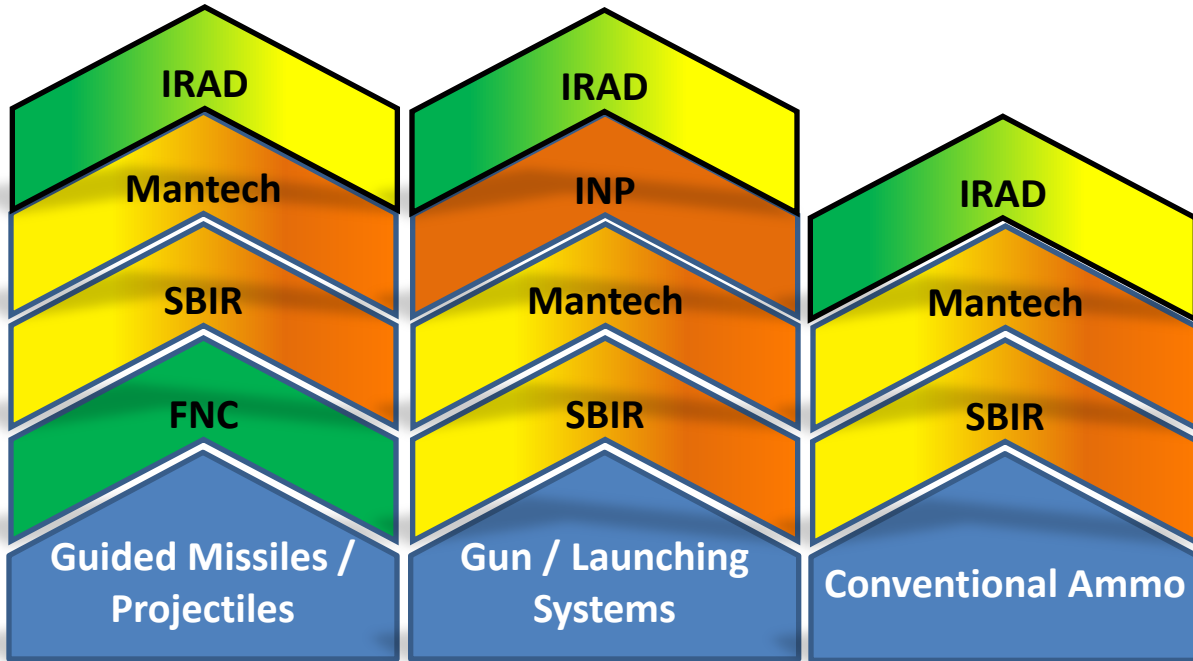 IRAD
Mantech
SBIR
FNC
Guided Missiles /
Projectiles
IRAD
INP
Mantech
SBIR
Gun / Launching
Systems
IRAD
Mantech
SBIR
Conventional Ammo